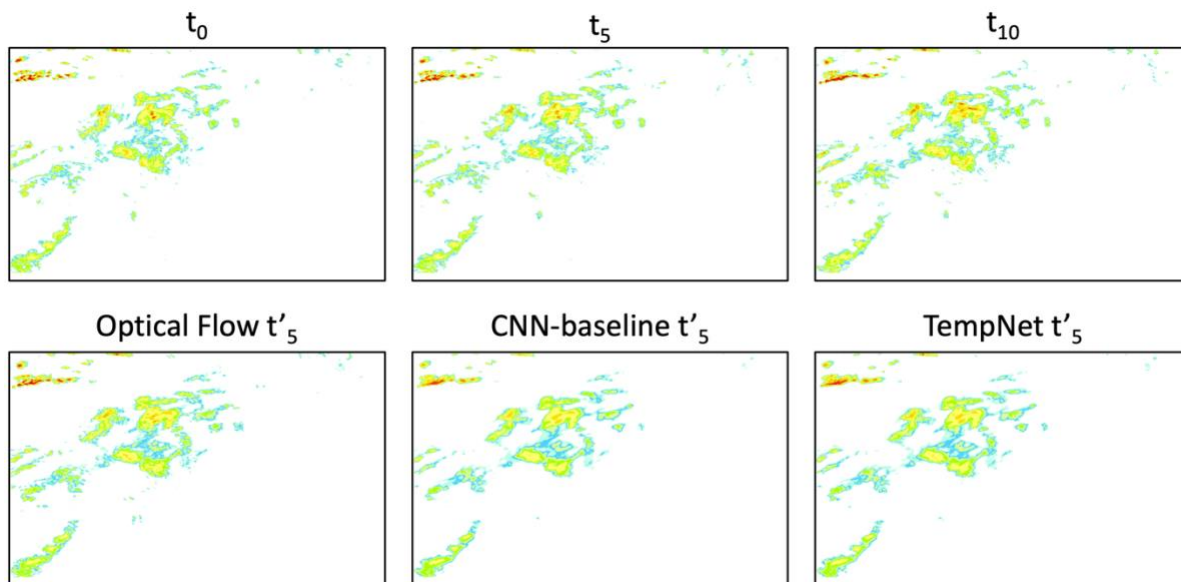 t₀ t₅ t₁₀
Optical Flow t’₅ CNN-baseline t’₅ TempNet t’₅